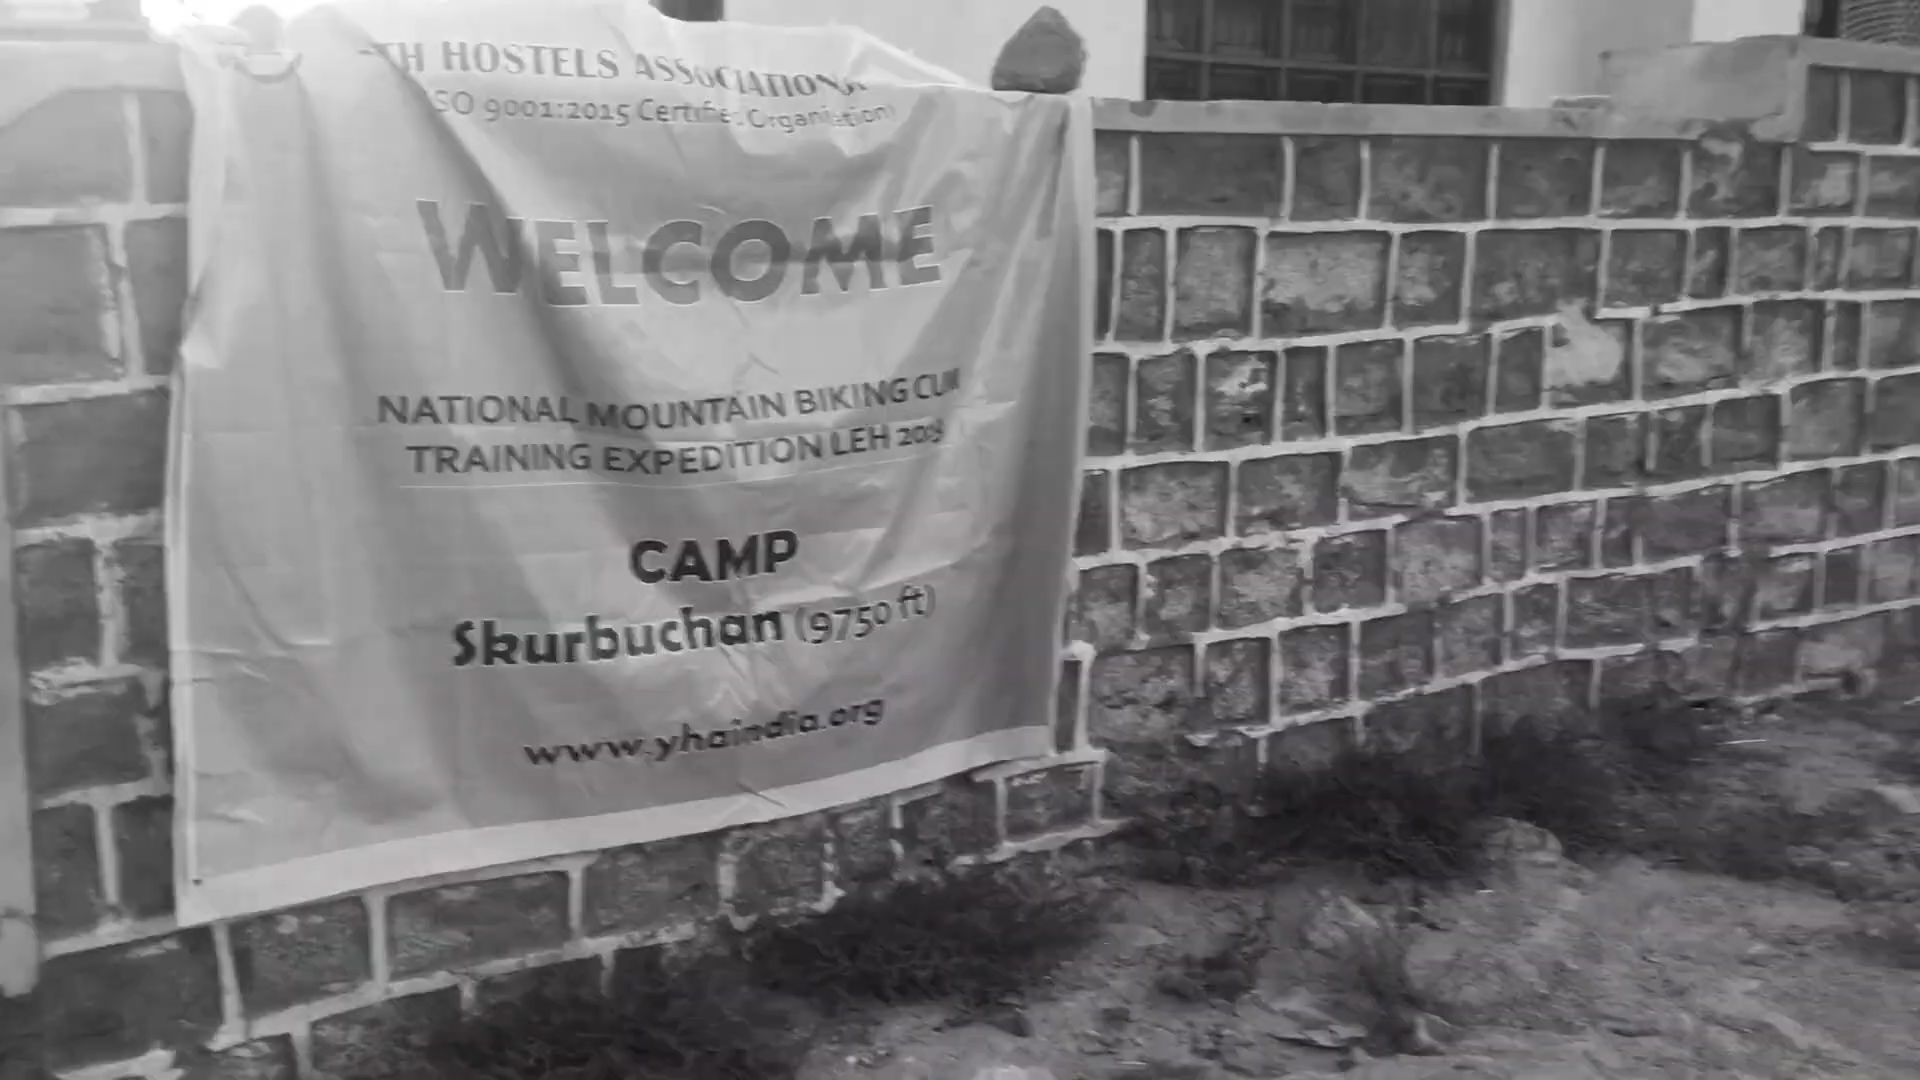 HOSTELS ASSOCIATION
ISO 9001:2015 Certified Organisation
WELCOME
NATIONAL MOUNTAIN BIKING CUM
TRAINING EXPEDITION LEH
CAMP
Skurbuchan (9750 ft)
www.yhaindia.org